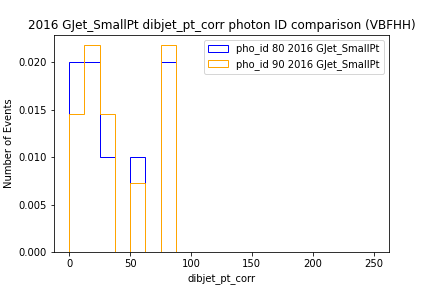 2016 GJet_SmallPt dibjet_pt_corr photon ID comparison (VBFHH)
pho_id 80 2016 GJet_SmallPt
pho_id 90 2016 GJet_SmallPt
Number of Events
0.020
0.015
0.010
0.005
0.000
0 50 100 150 200 250
dibjet_pt_corr